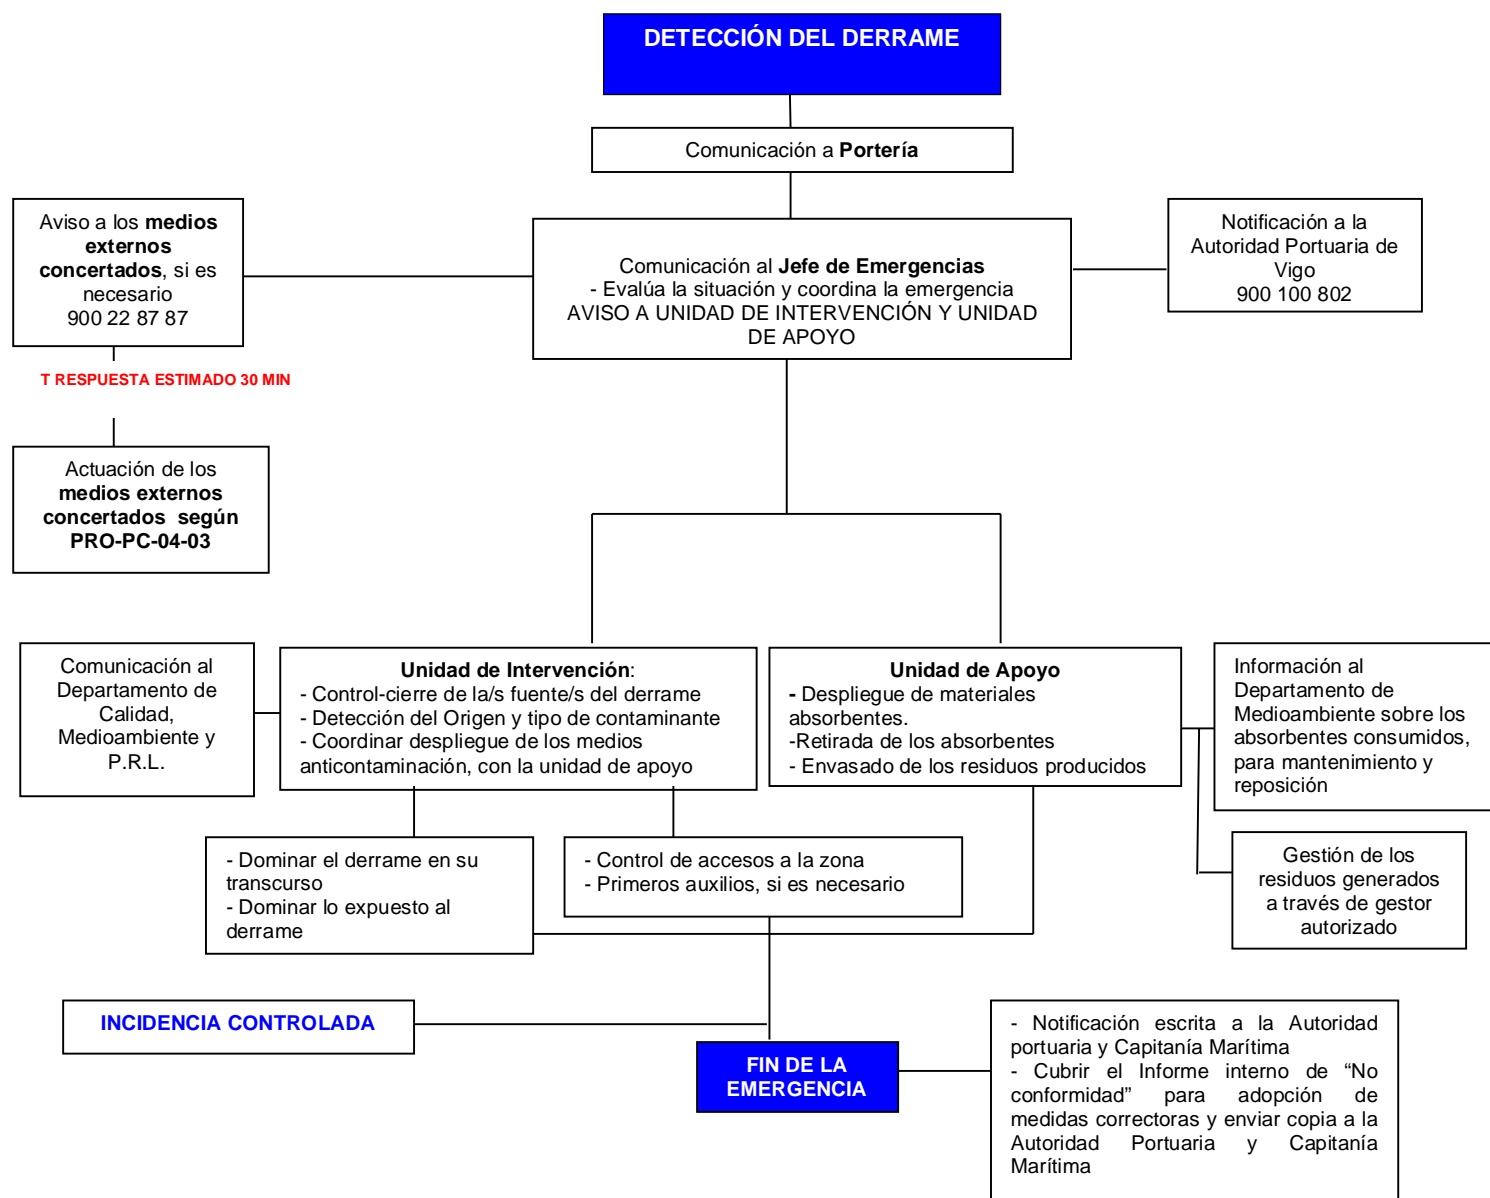 DETECCIÓN DEL DERRAME
Comunicación a Portería
Aviso a los medios
externos
concertados, si es
necesario
900 22 87 87
Comunicación al Jefe de Emergencias
- Evalúa la situación y coordina la emergencia
AVISO A UNIDAD DE INTERVENCIÓN Y UNIDAD
DE APOYO
Notificación a la
Autoridad Portuaria de
Vigo
900 100 802
T RESPUESTA ESTIMADO 30 MIN
Actuación de los
medios externos
concertados según
PRO-PC-04-03
Comunicación al
Departamento de
Calidad,
Medioambiente y
P.R.L.
Unidad de Intervención:
- Control-cierre de la/s fuente/s del derrame
- Detección del Origen y tipo de contaminante
- Coordinar despliegue de los medios
anticontaminación, con la unidad de apoyo
Unidad de Apoyo
- Despliegue de materiales
absorbentes.
-Retirada de los absorbentes
- Envasado de los residuos producidos
Información al
Departamento de
Medioambiente sobre los
absorbentes consumidos,
para mantenimiento y
reposición
- Dominar el derrame en su
transcurso
- Dominar lo expuesto al
derrame
- Control de accesos a la zona
- Primeros auxilios, si es necesario
Gestión de los
residuos generados
a través de gestor
autorizado
INCIDENCIA CONTROLADA
FIN DE LA
EMERGENCIA
- Notificación escrita a la Autoridad
portuaria y Capitanía Marítima
- Cubrir el Informe interno de “No
conformidad” para adopción de
medidas correctoras y enviar copia a la
Autoridad Portuaria y Capitanía
Marítima